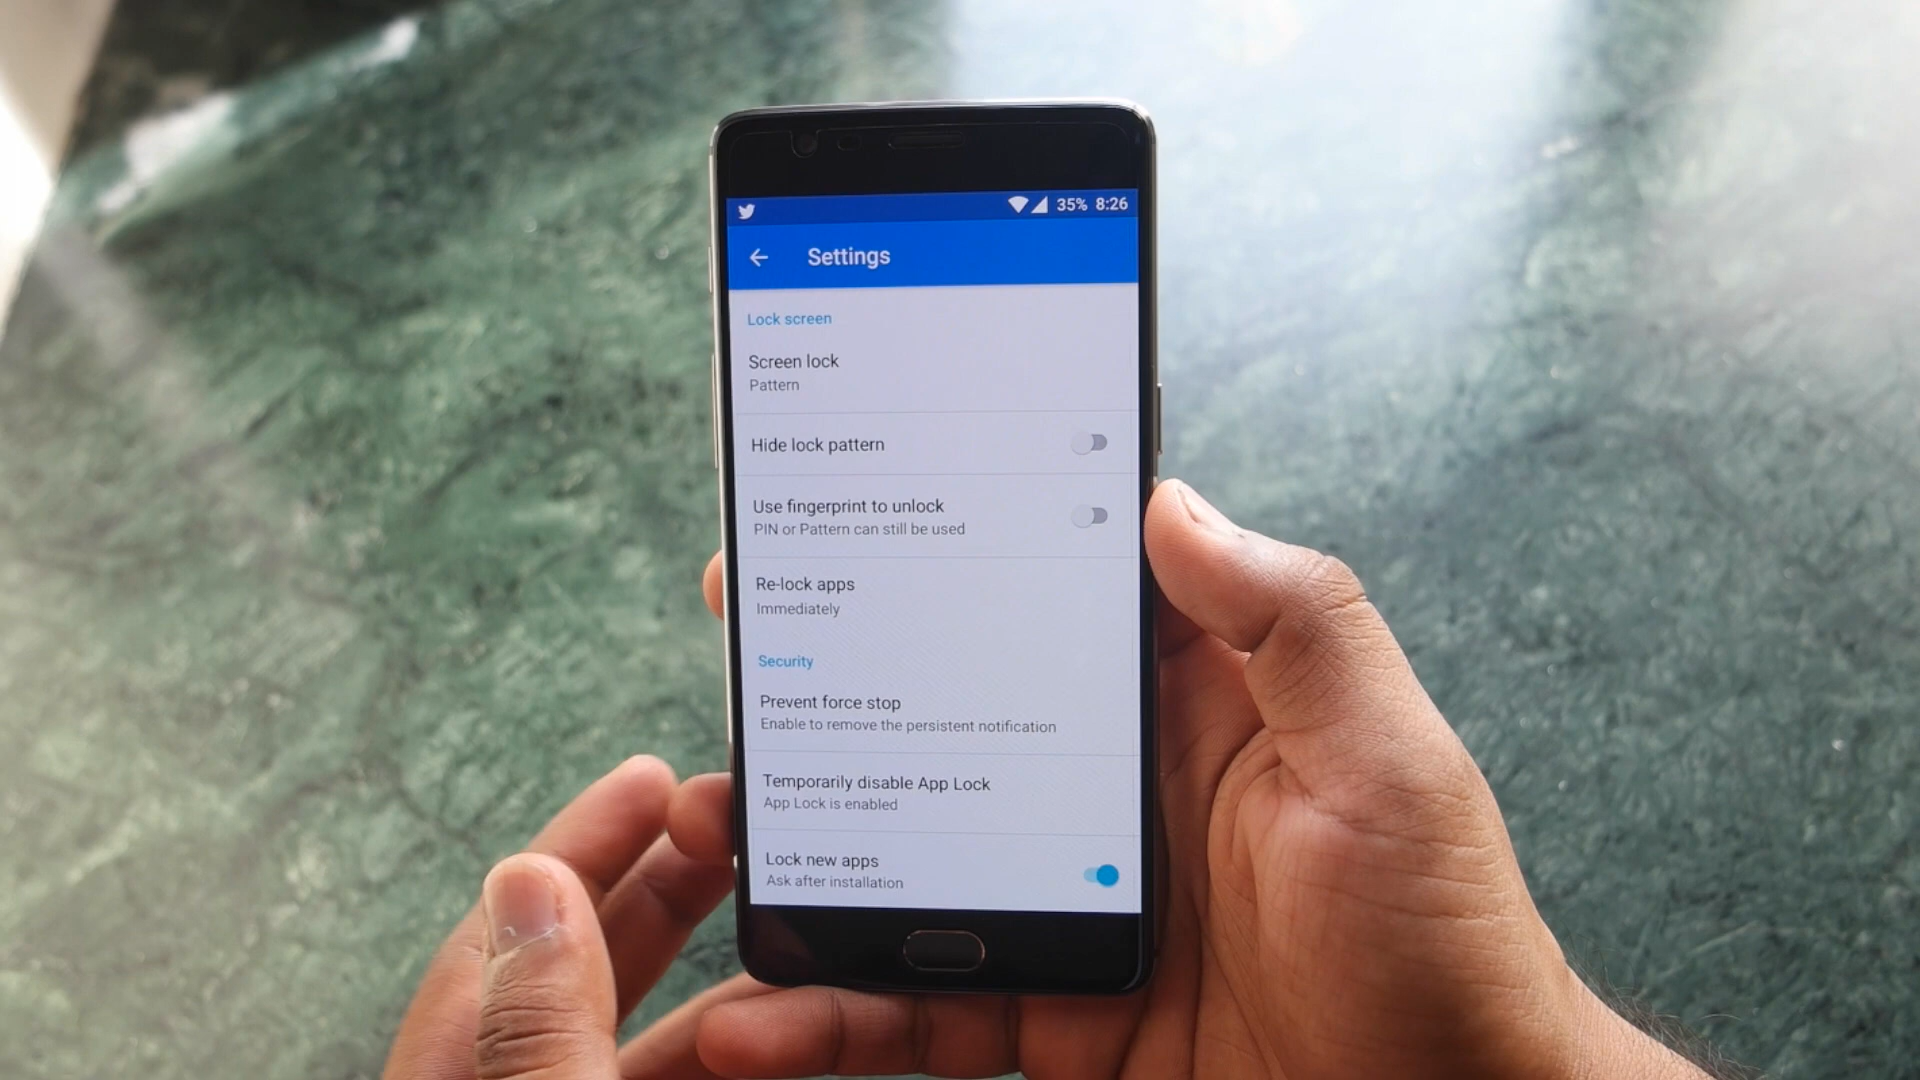 35% 8:26
Settings
Lock screen
Screen lock
Pattern
Hide lock pattern
Use fingerprint to unlock
PIN or Pattern can still be used
Re-lock apps
Immediately
Security
Prevent force stop
Enable to remove the persistent notification
Temporarily disable App Lock
App Lock is enabled
Lock new apps
Ask after installation